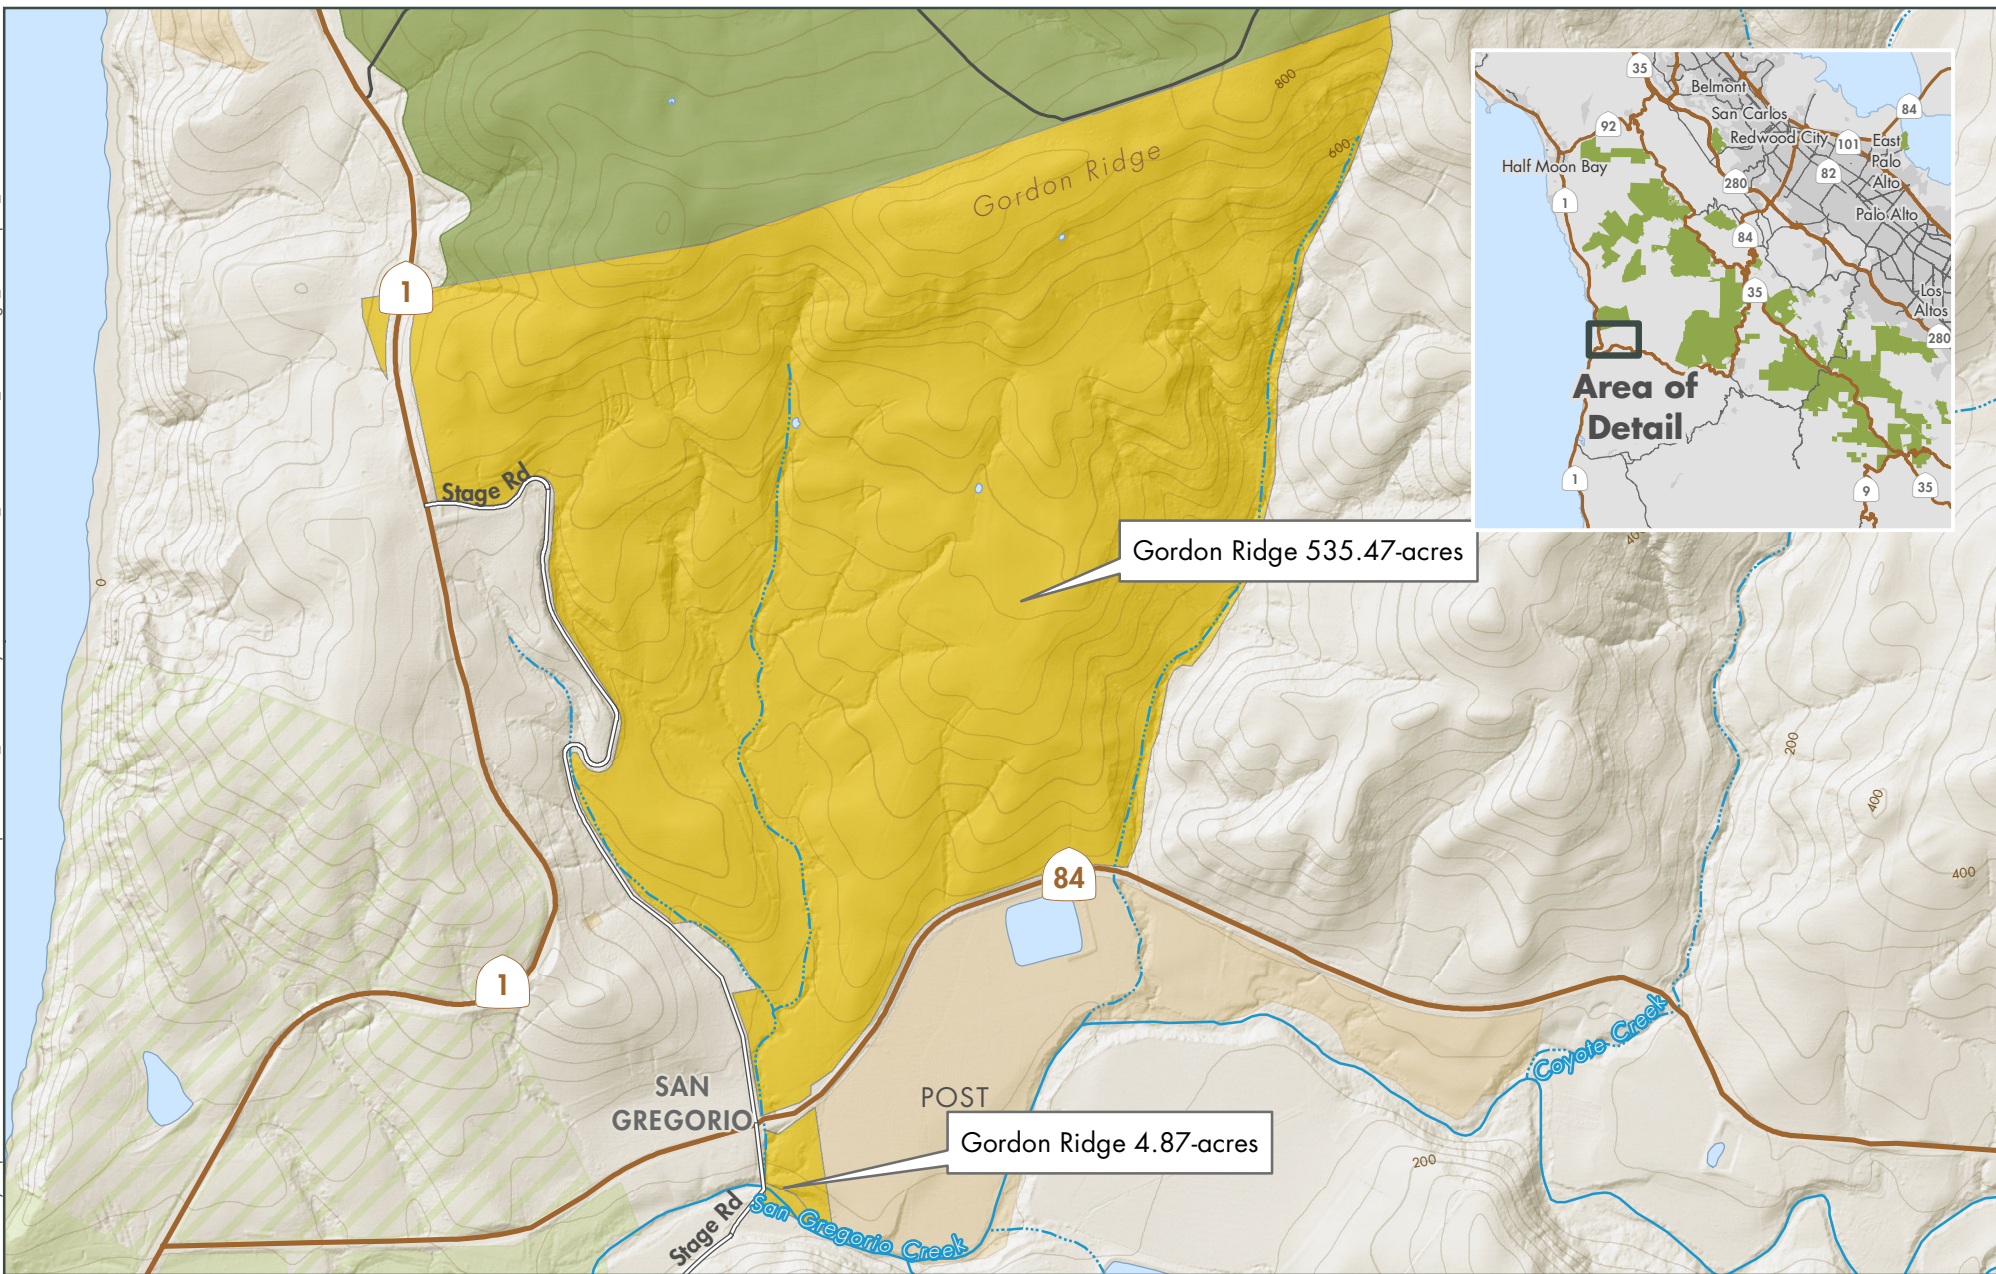 800
600
Gordon Ridge
1
Stage Rd
0
Gordon Ridge 535.47-acres
84
1
SAN
GREGORIO
POST
Gordon Ridge 4.87-acres
Stage Rd
San Gregorio Creek
Coyote Creek
200
200
400
400
35
Belmont
San Carlos
84
92
Redwood City
101
East
Palo
Alto
Half Moon Bay
82
280
1
Palo Alto
84
35
Los
Altos
280
Area of
Detail
1
9
35